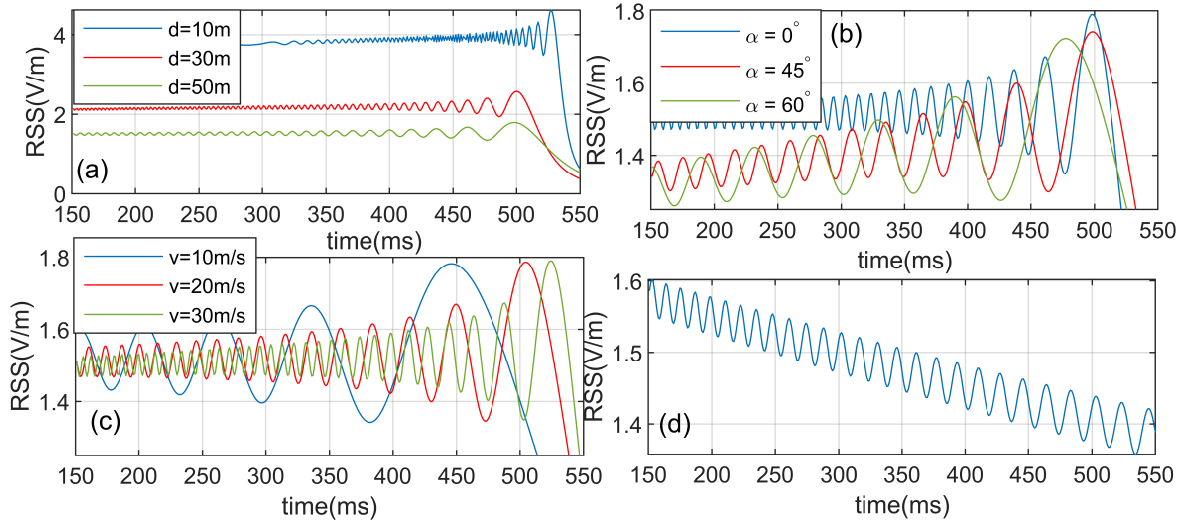 RSS(V/m)
4
2
0
d=10m
d=30m
d=50m
(a)
150 200 250 300 350 400 450 500 550
time(ms)
RSS(V/m)
1.8
1.6
1.4
α = 0°
α = 45°
α = 60°
(b)
150 200 250 300 350 400 450 500 550
time(ms)
RSS(V/m)
1.8
1.6
1.4
v=10m/s
v=20m/s
v=30m/s
(c)
150 200 250 300 350 400 450 500 550
time(ms)
RSS(V/m)
1.6
1.5
1.4
(d)
150 200 250 300 350 400 450 500 550
time(ms)